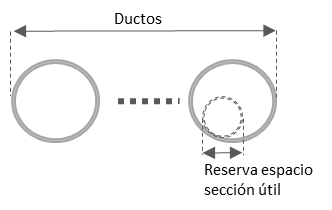 Ductos
Reserva espacio
sección útil